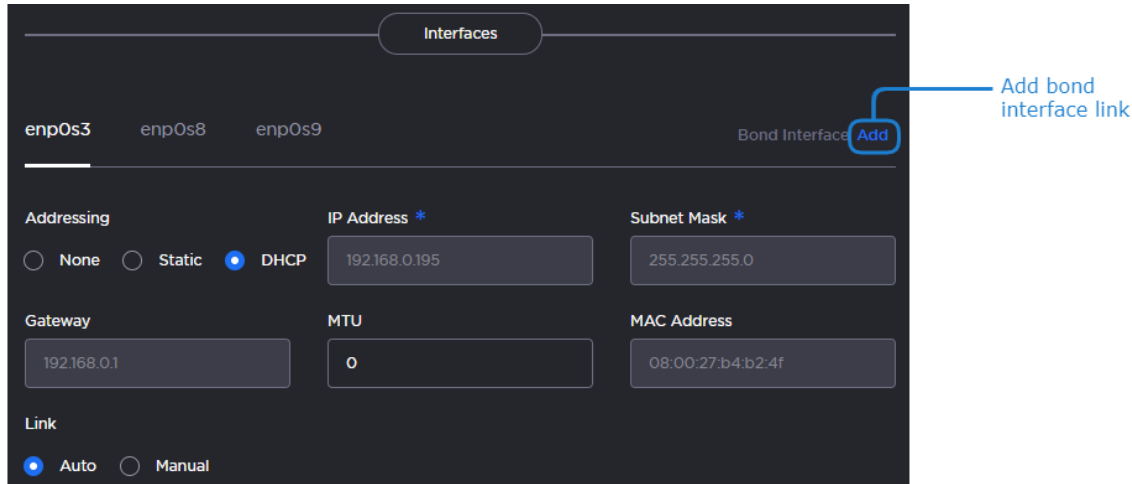 Interfaces
Add bond
interface link
enp0s3 enp0s8 enp0s9 Bond Interface Add
Addressing IP Address * Subnet Mask *
None Static DHCP 192.168.0.195 255.255.255.0
Gateway MTU MAC Address
192.168.0.1 0 08:00:27:b4:b2:4f
Link
Auto Manual